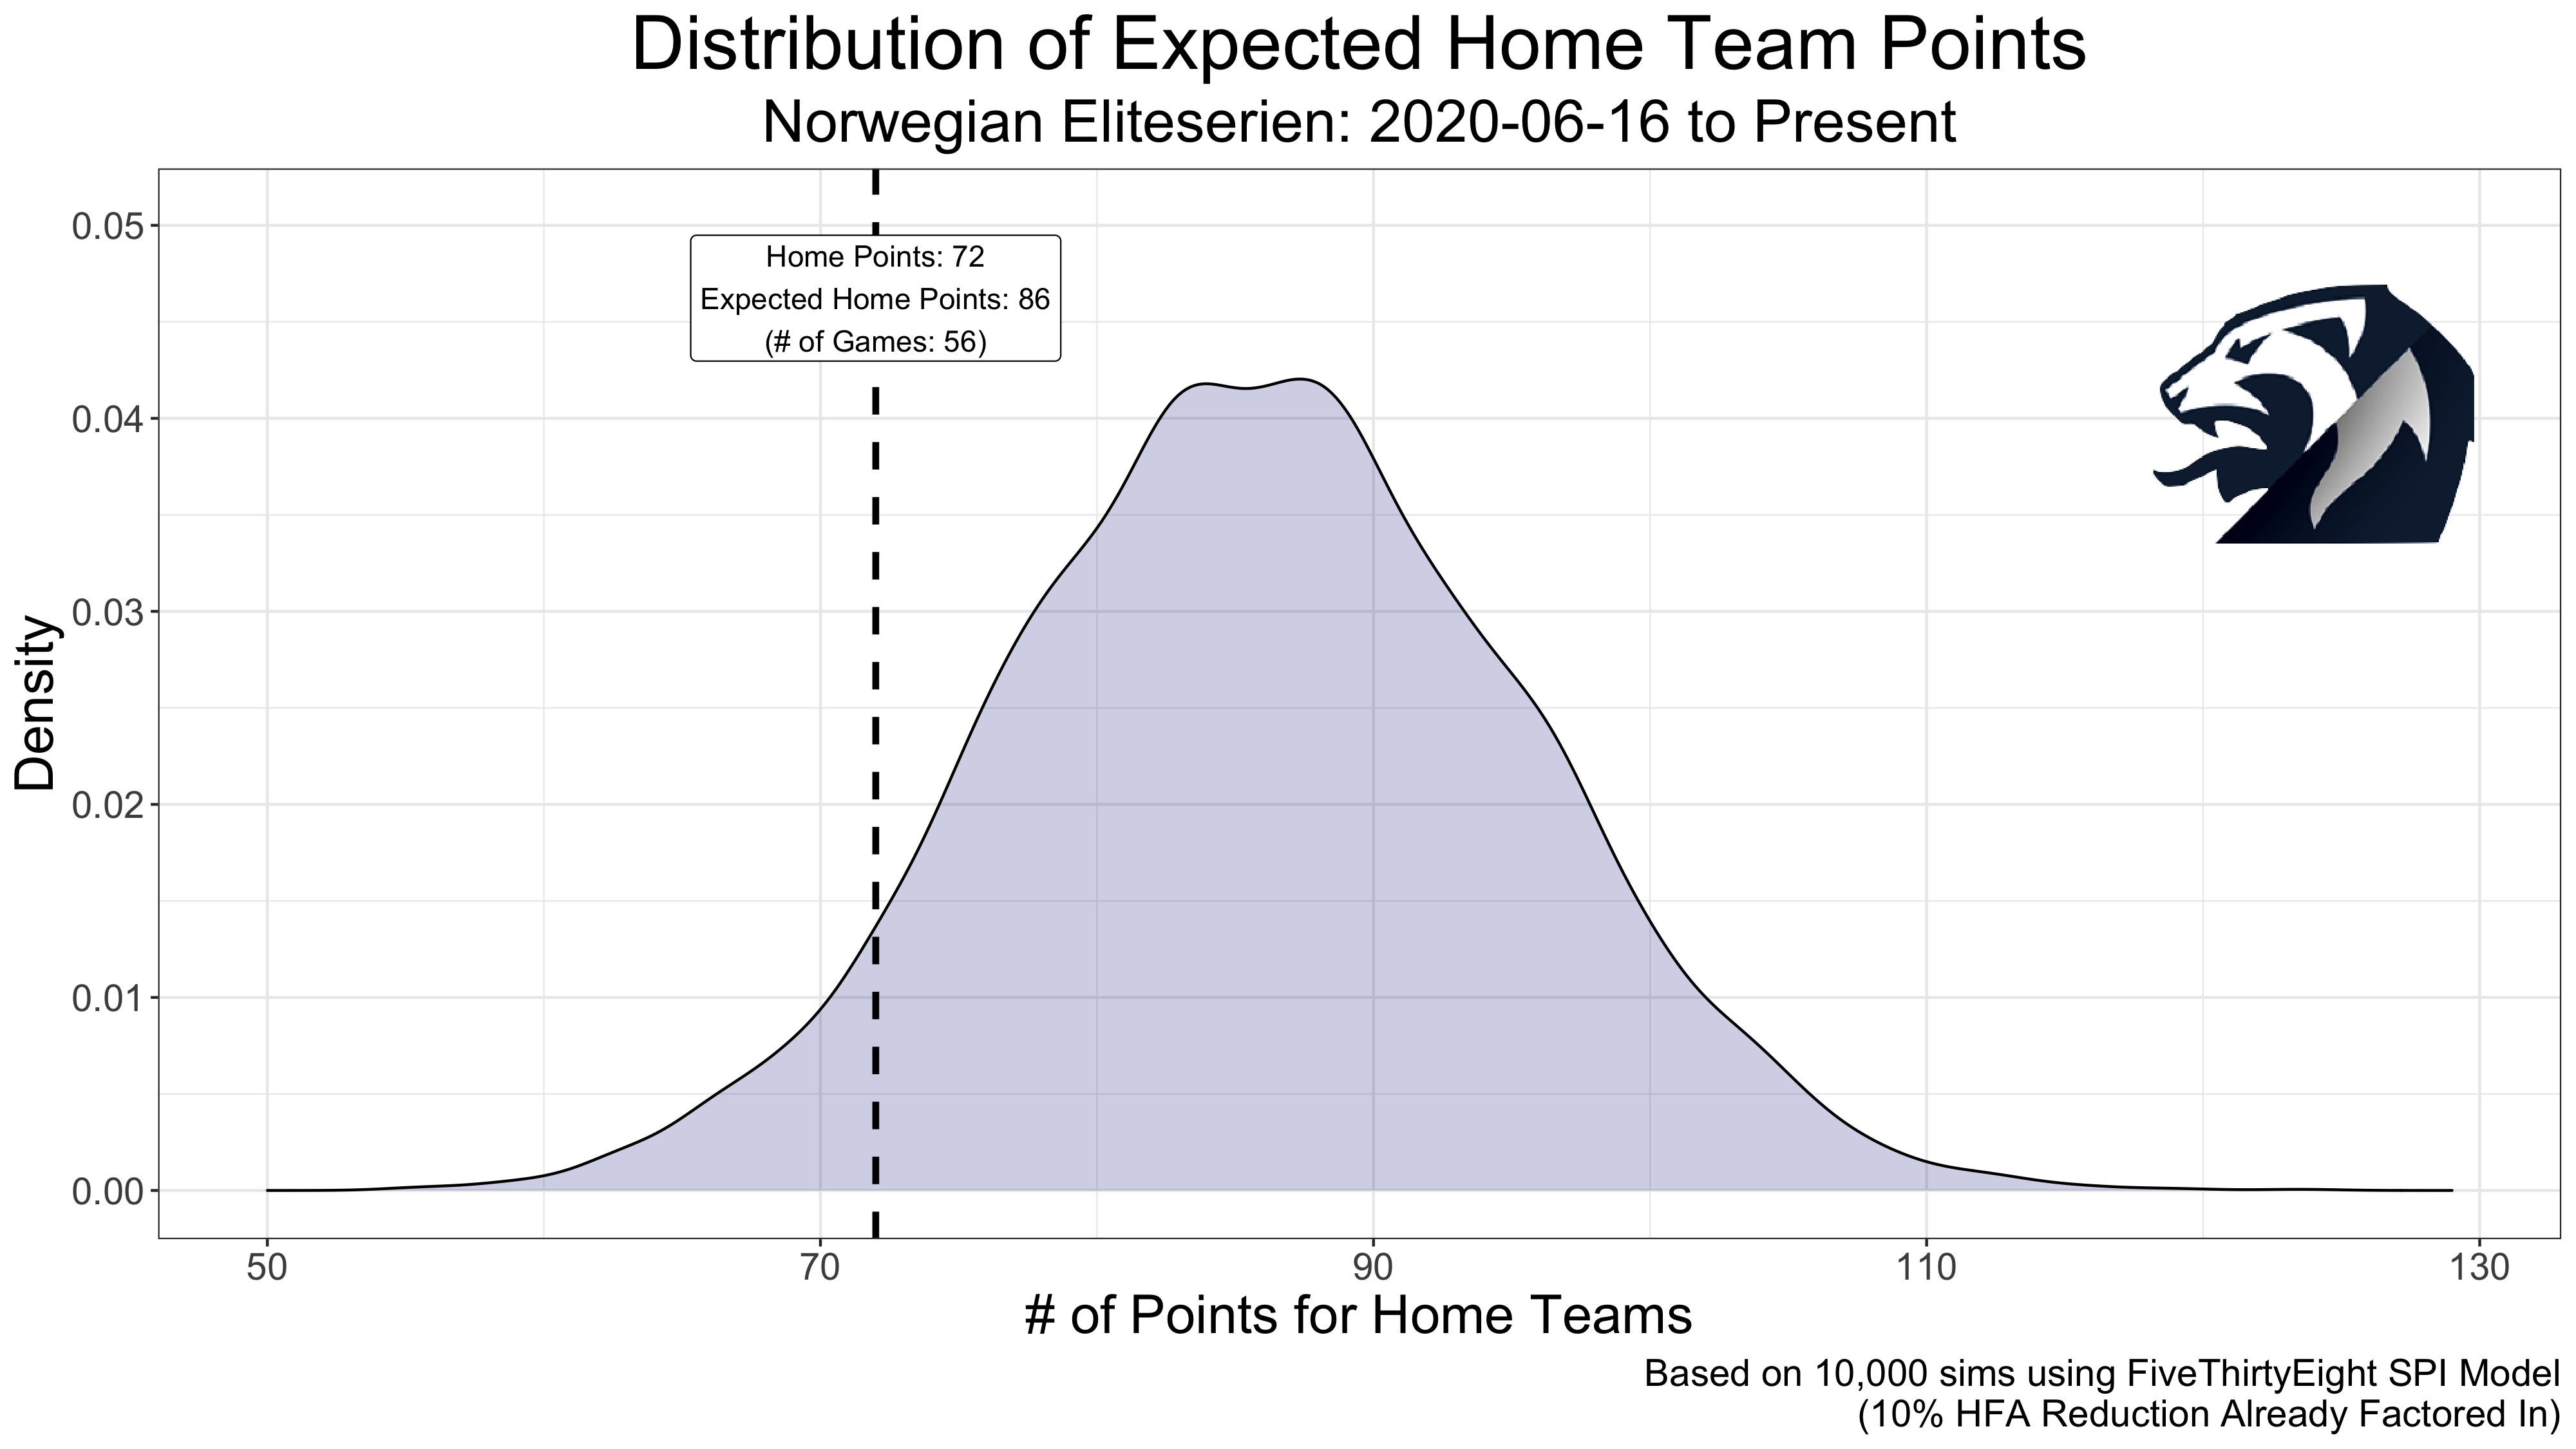 Distribution of Expected Home Team Points
Norwegian Eliteserien: 2020-06-16 to Present
Home Points: 72
Expected Home Points: 86
(# of Games: 56)
Density
0.05
0.04
0.03
0.02
0.01
0.00
50 70 90 110 130
# of Points for Home Teams
Based on 10,000 sims using FiveThirtyEight SPI Model
(10% HFA Reduction Already Factored In)